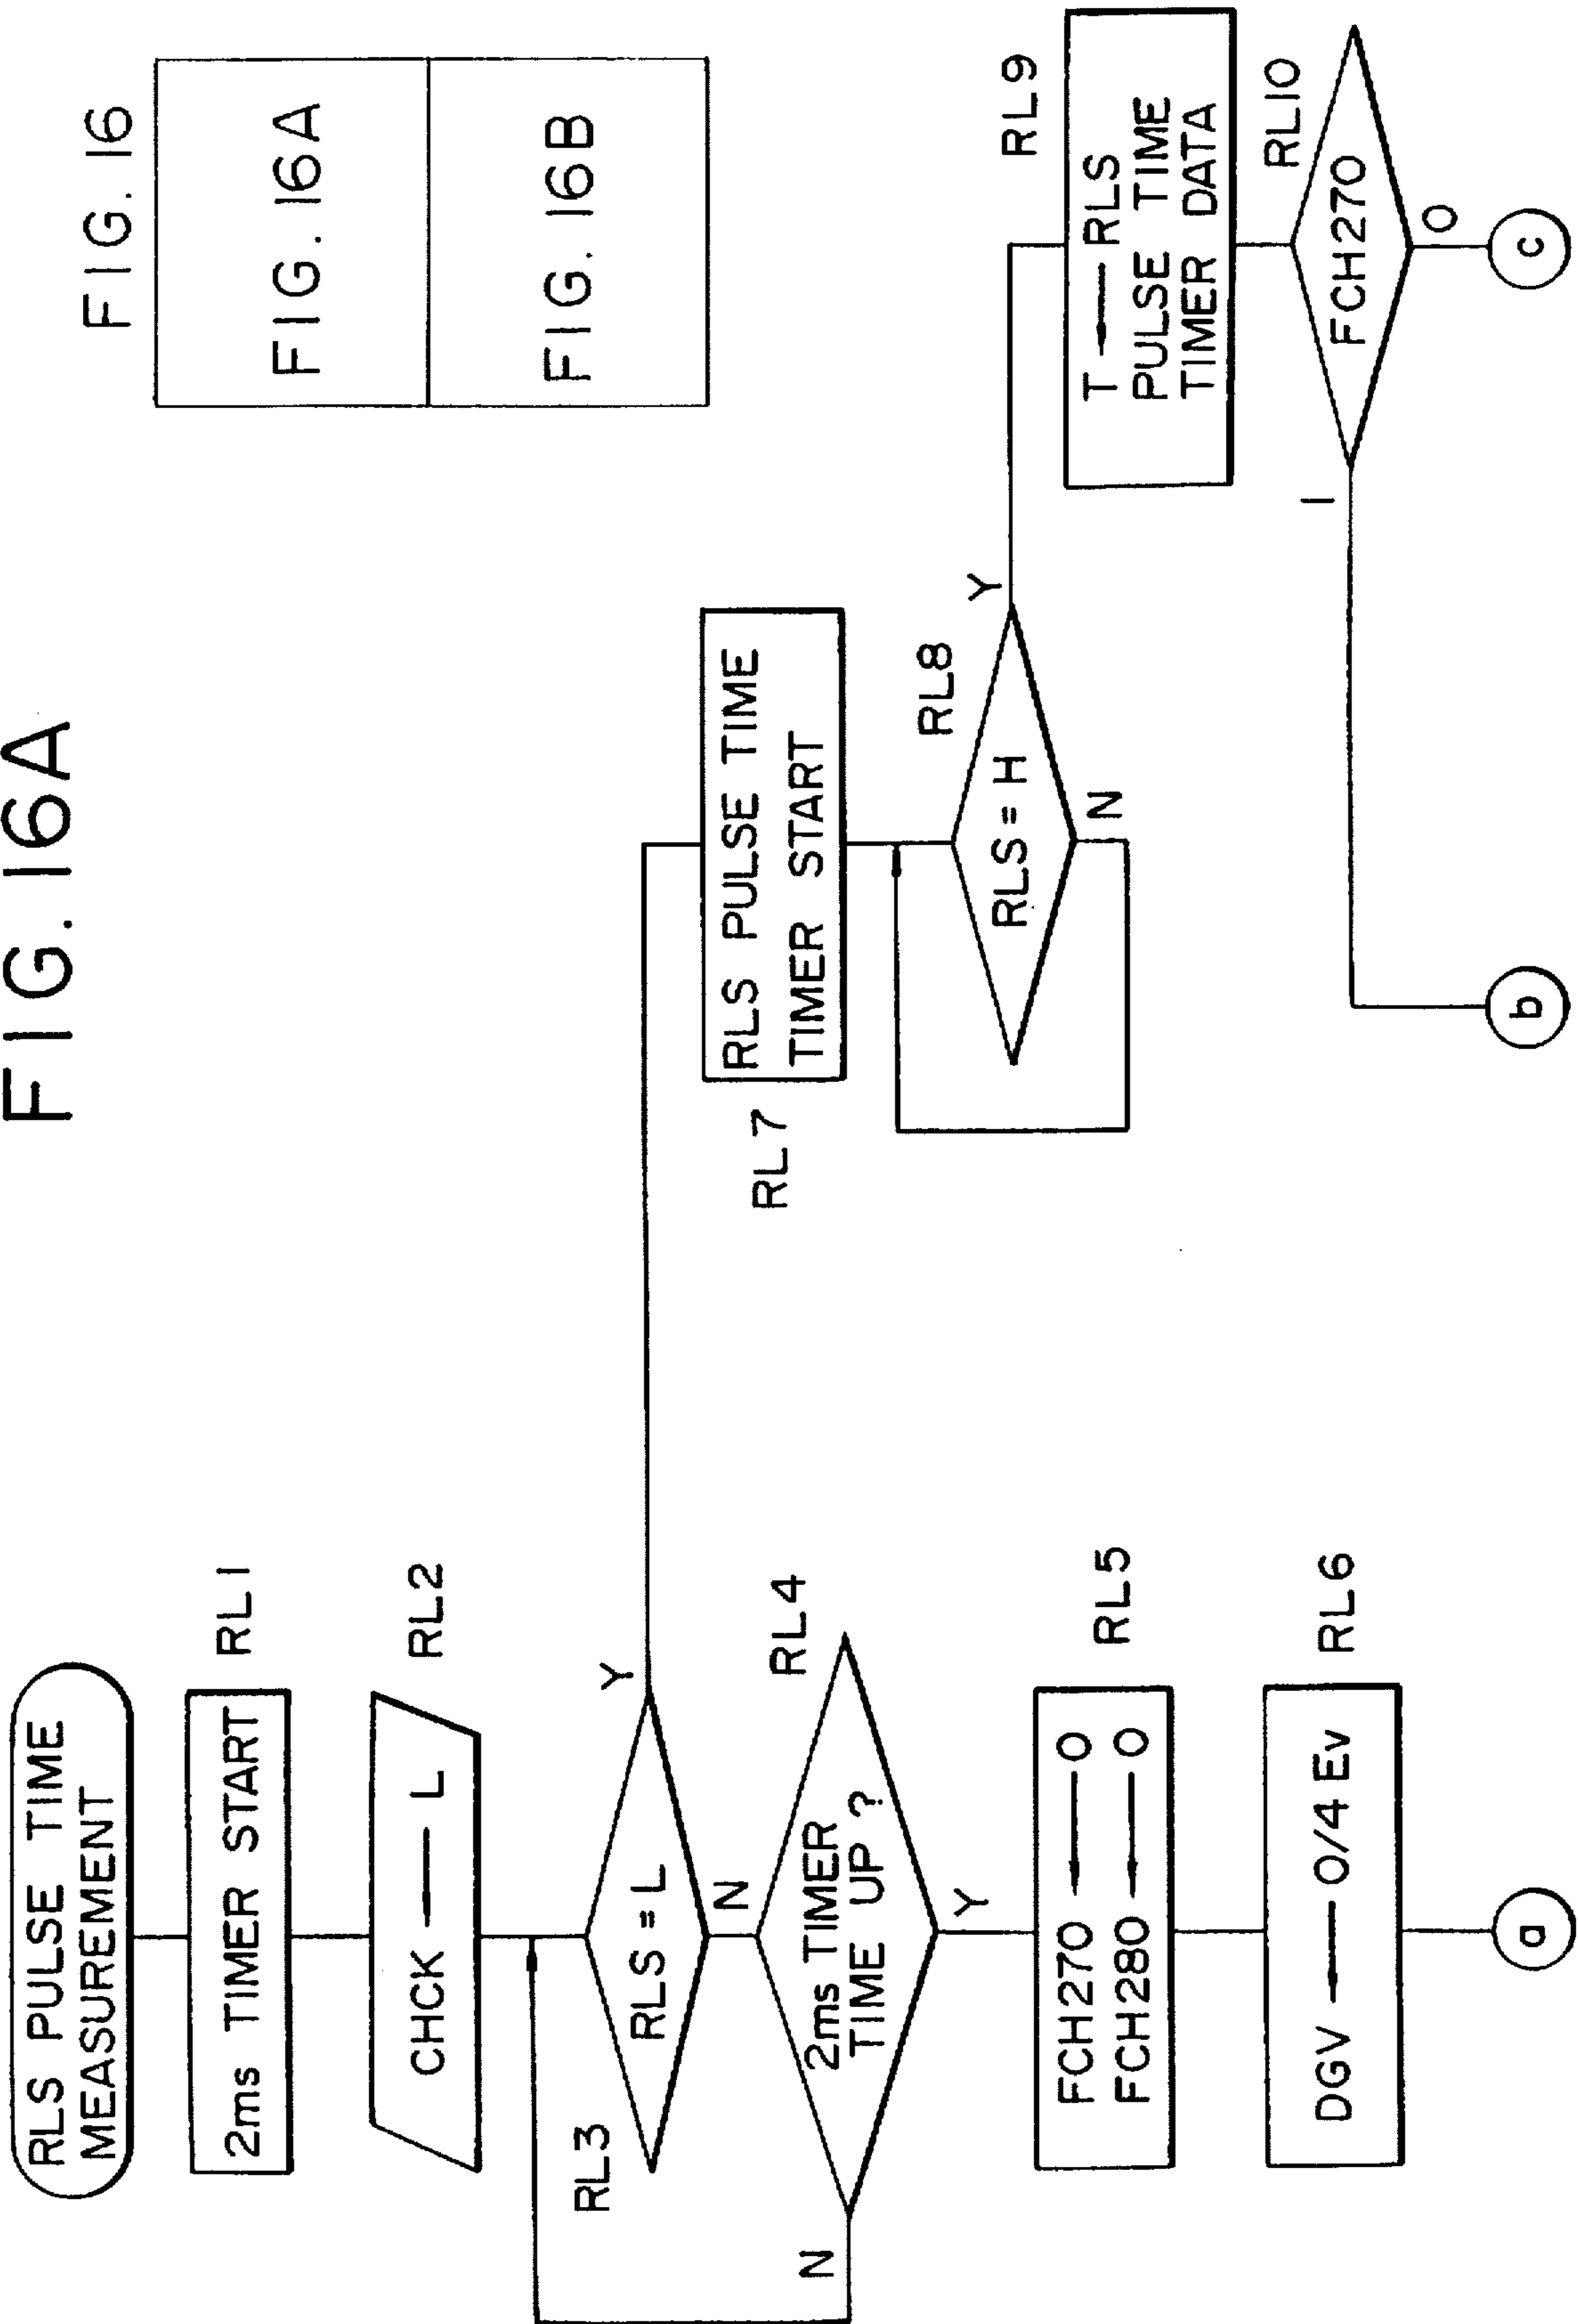 FIG. 16A
FIG. 16
FIG. 16A
FIG. 16B
RLS PULSE TIME
MEASUREMENT
2ms TIMER START
RL1
CHCK ← L
RL2
RL3
RLS = L
Y
N
RL4
2ms TIMER
TIME UP ?
N
Y
FCH270 ← 0
FCH280 ← 0
RL5
DGV ← 0/4 Ev
RL6
a
RL7
RLS PULSE TIME
TIMER START
RL8
RLS = H
Y
N
RL9
T ← RLS
PULSE TIME
TIMER DATA
RL10
FCH270
1
0
b
c